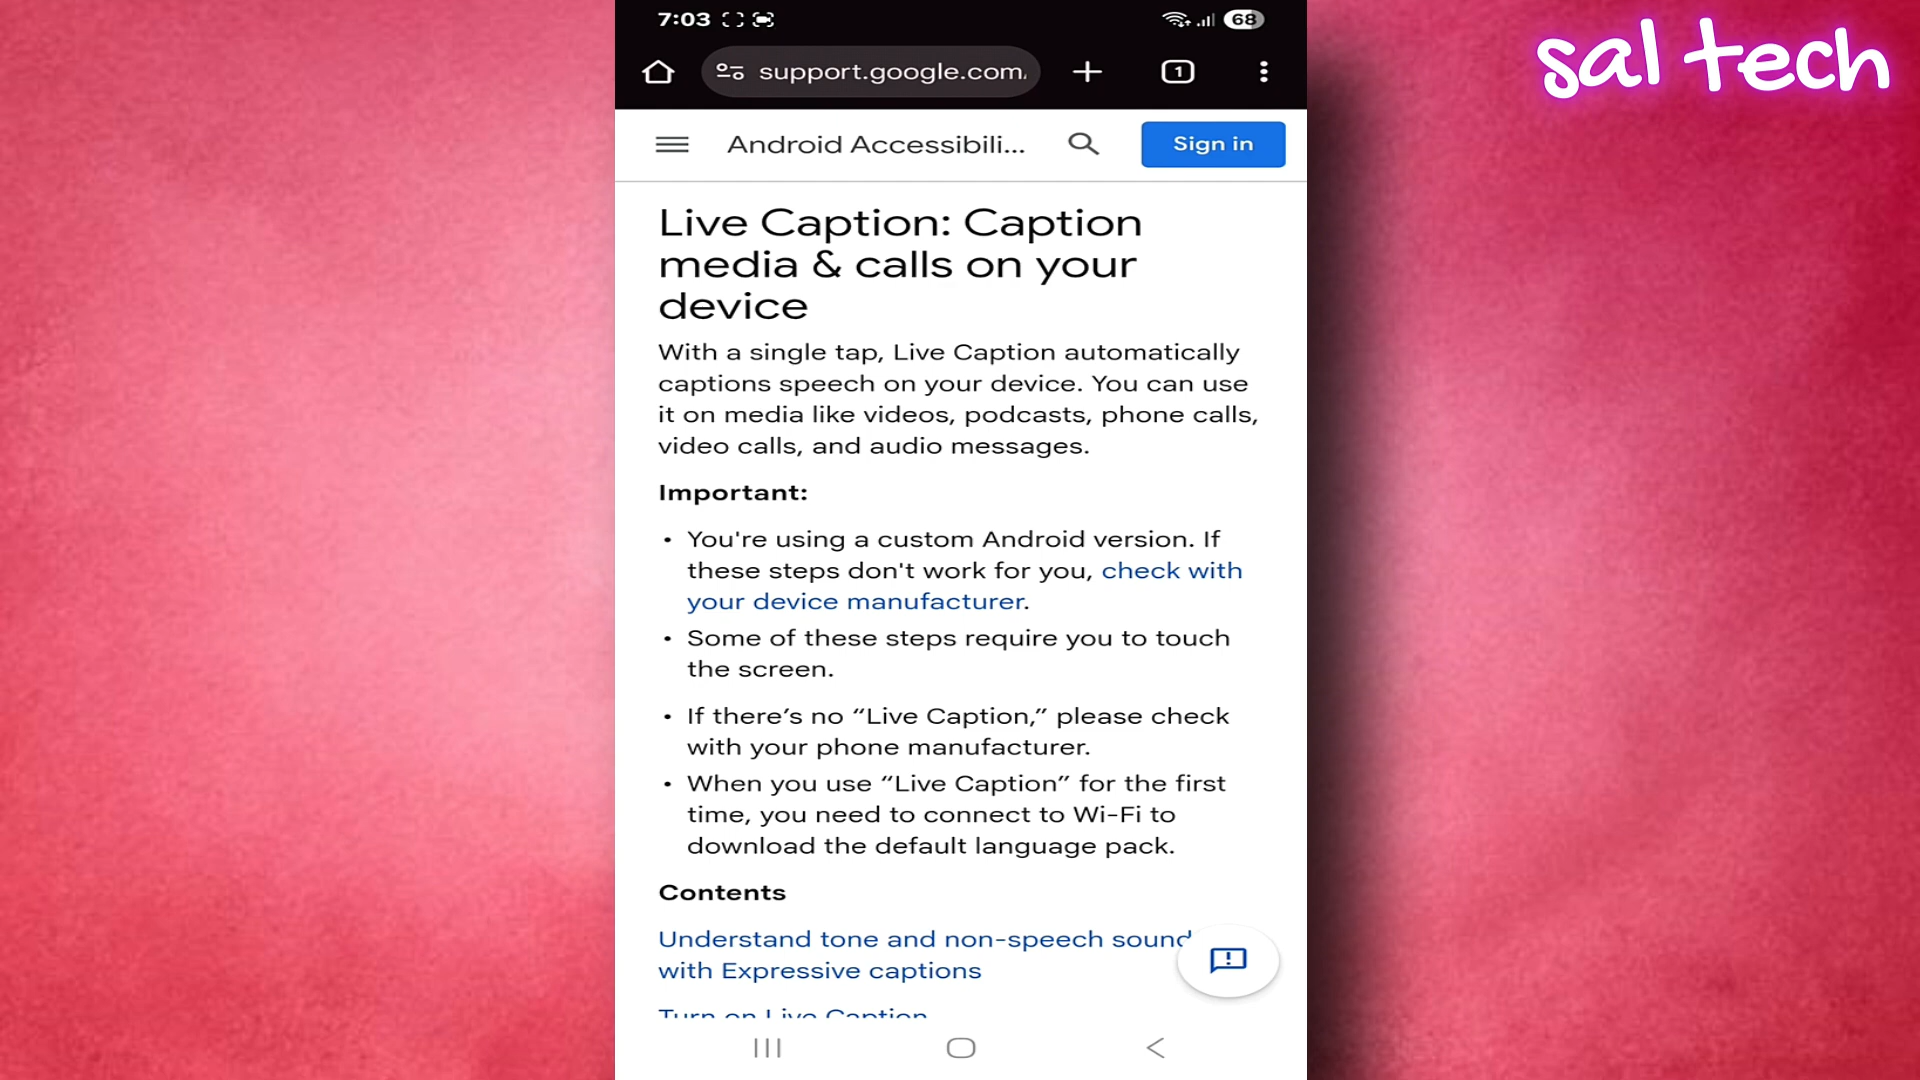 7:03
68
sal tech
support.google.com
1
Android Accessibili...
Sign in
Live Caption: Caption
media & calls on your
device
With a single tap, Live Caption automatically
captions speech on your device. You can use
it on media like videos, podcasts, phone calls,
video calls, and audio messages.
Important:
• You're using a custom Android version. If
these steps don't work for you, check with
your device manufacturer.
• Some of these steps require you to touch
the screen.
• If there’s no “Live Caption,” please check
with your phone manufacturer.
• When you use “Live Caption” for the first
time, you need to connect to Wi-Fi to
download the default language pack.
Contents
Understand tone and non-speech sound
with Expressive captions
Turn on Live Caption